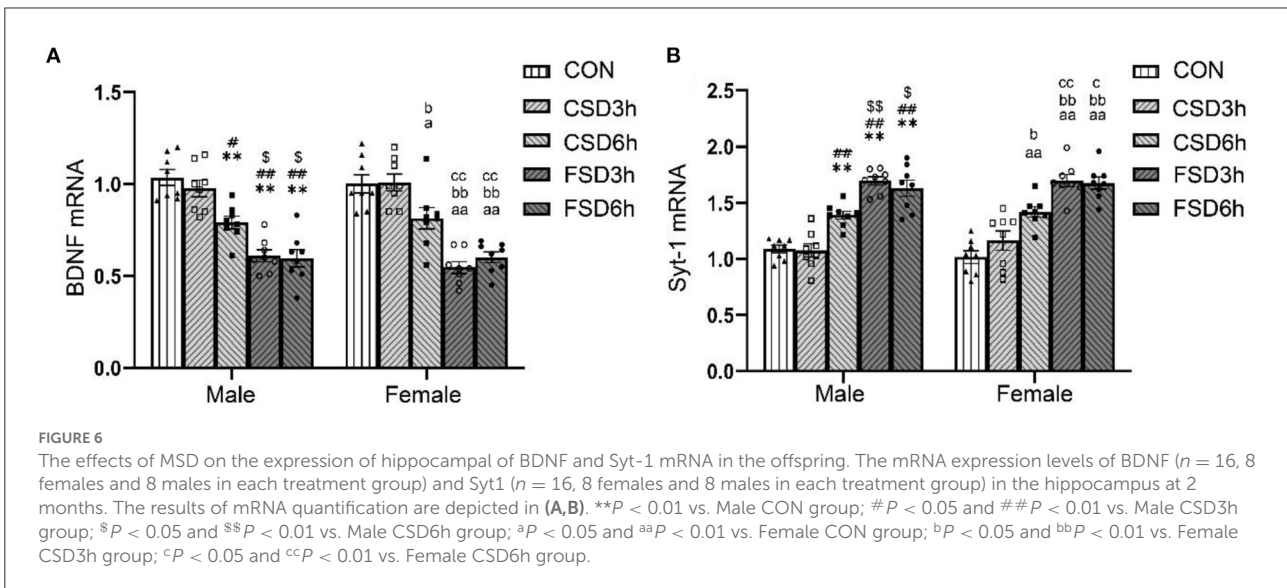 A
BDNF mRNA
1.5
1.0
0.5
0.0
#
**
$
##
**
$
##
**
b
a
cc
bb
aa
cc
bb
aa
Male
Female
CON
CSD3h
CSD6h
FSD3h
FSD6h
B
Syt-1 mRNA
2.5
2.0
1.5
1.0
0.5
0.0
##
**
$$
##
**
$
##
**
b
aa
cc
bb
aa
c
bb
aa
Male
Female
CON
CSD3h
CSD6h
FSD3h
FSD6h
FIGURE 6
The effects of MSD on the expression of hippocampal of BDNF and Syt-1 mRNA in the offspring. The mRNA expression levels of BDNF (n = 16, 8
females and 8 males in each treatment group) and Syt1 (n = 16, 8 females and 8 males in each treatment group) in the hippocampus at 2
months. The results of mRNA quantification are depicted in (A,B). **P < 0.01 vs. Male CON group; #P < 0.05 and ##P < 0.01 vs. Male CSD3h
group; $P < 0.05 and $$P < 0.01 vs. Male CSD6h group; aP < 0.05 and aaP < 0.01 vs. Female CON group; bP < 0.05 and bbP < 0.01 vs. Female
CSD3h group; cP < 0.05 and ccP < 0.01 vs. Female CSD6h group.